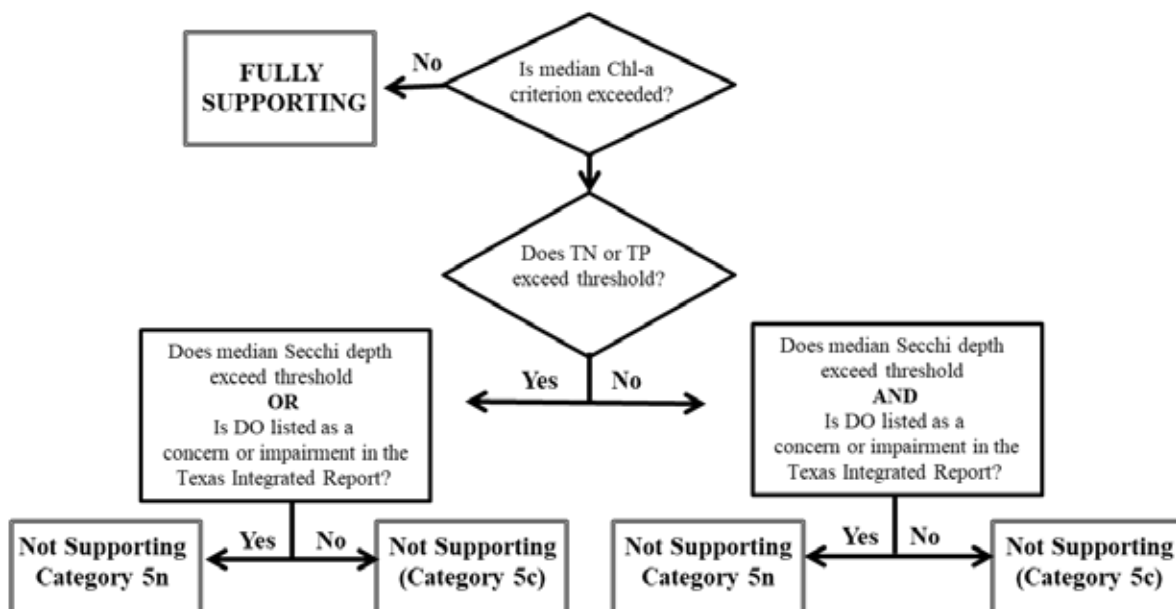 No
FULLY
SUPPORTING
Is median Chl-a
criterion exceeded?
Does TN or TP
exceed threshold?
Yes
No
Does median Secchi depth
exceed threshold
OR
Is DO listed as a
concern or impairment in the
Texas Integrated Report?
Does median Secchi depth
exceed threshold
AND
Is DO listed as a
concern or impairment in the
Texas Integrated Report?
Yes
No
Not Supporting
Category 5n
Not Supporting
(Category 5c)
Yes
No
Not Supporting
Category 5n
Not Supporting
(Category 5c)